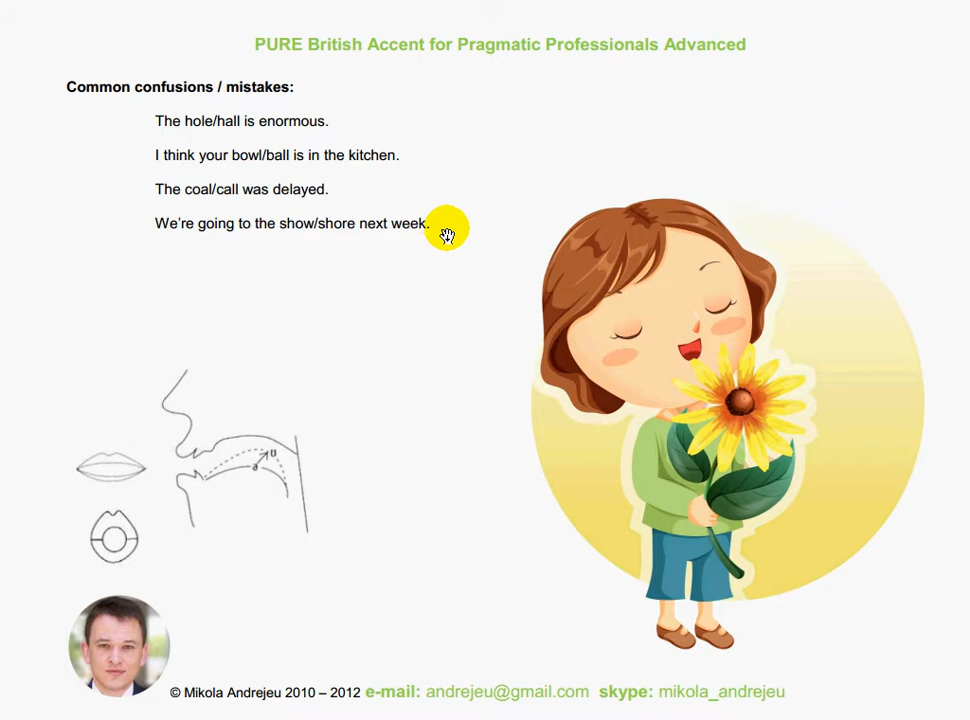 PURE British Accent for Pragmatic Professionals Advanced
Common confusions / mistakes:
The hole/hall is enormous.
I think your bowl/ball is in the kitchen.
The coal/call was delayed.
We’re going to the show/shore next week.
ə
ʊ
© Mikola Andrejeu 2010 – 2012 e-mail: andrejeu@gmail.com skype: mikola_andrejeu